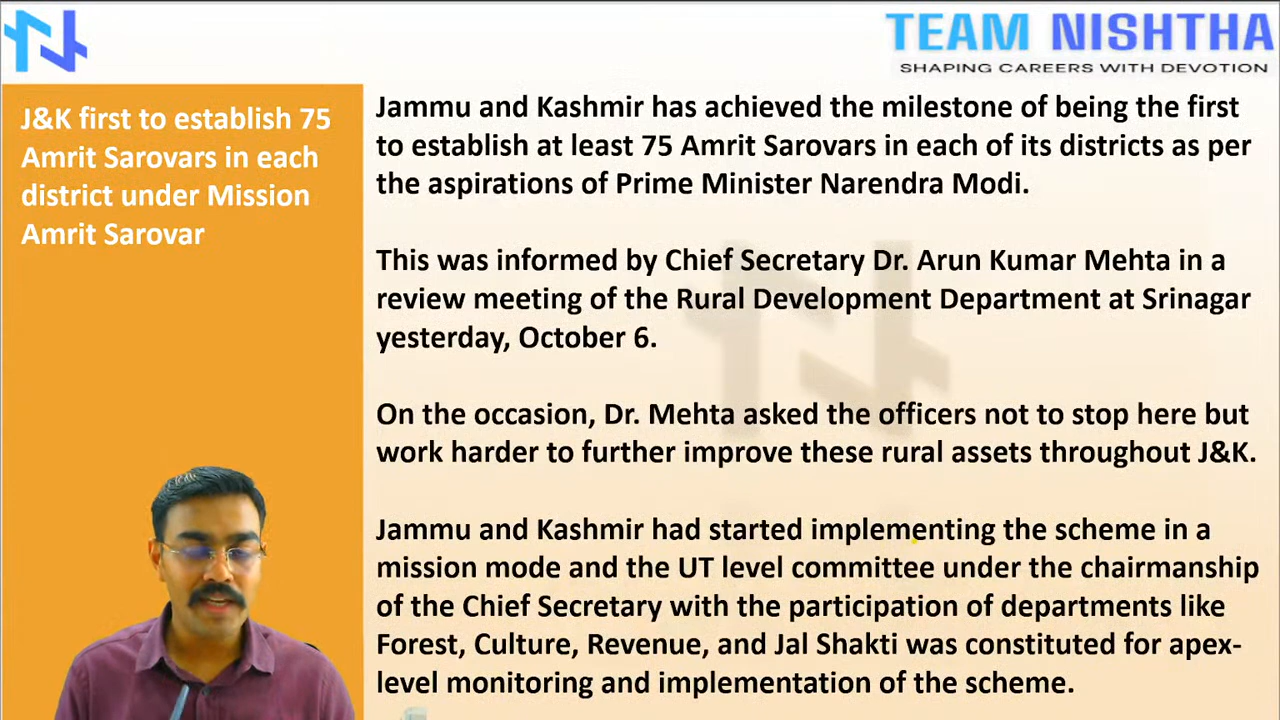 TEAM NISHTHA
SHAPING CAREERS WITH DEVOTION
J&K first to establish 75
Amrit Sarovars in each
district under Mission
Amrit Sarovar
Jammu and Kashmir has achieved the milestone of being the first
to establish at least 75 Amrit Sarovars in each of its districts as per
the aspirations of Prime Minister Narendra Modi.
This was informed by Chief Secretary Dr. Arun Kumar Mehta in a
review meeting of the Rural Development Department at Srinagar
yesterday, October 6.
On the occasion, Dr. Mehta asked the officers not to stop here but
work harder to further improve these rural assets throughout J&K.
Jammu and Kashmir had started implementing the scheme in a
mission mode and the UT level committee under the chairmanship
of the Chief Secretary with the participation of departments like
Forest, Culture, Revenue, and Jal Shakti was constituted for apex-
level monitoring and implementation of the scheme.